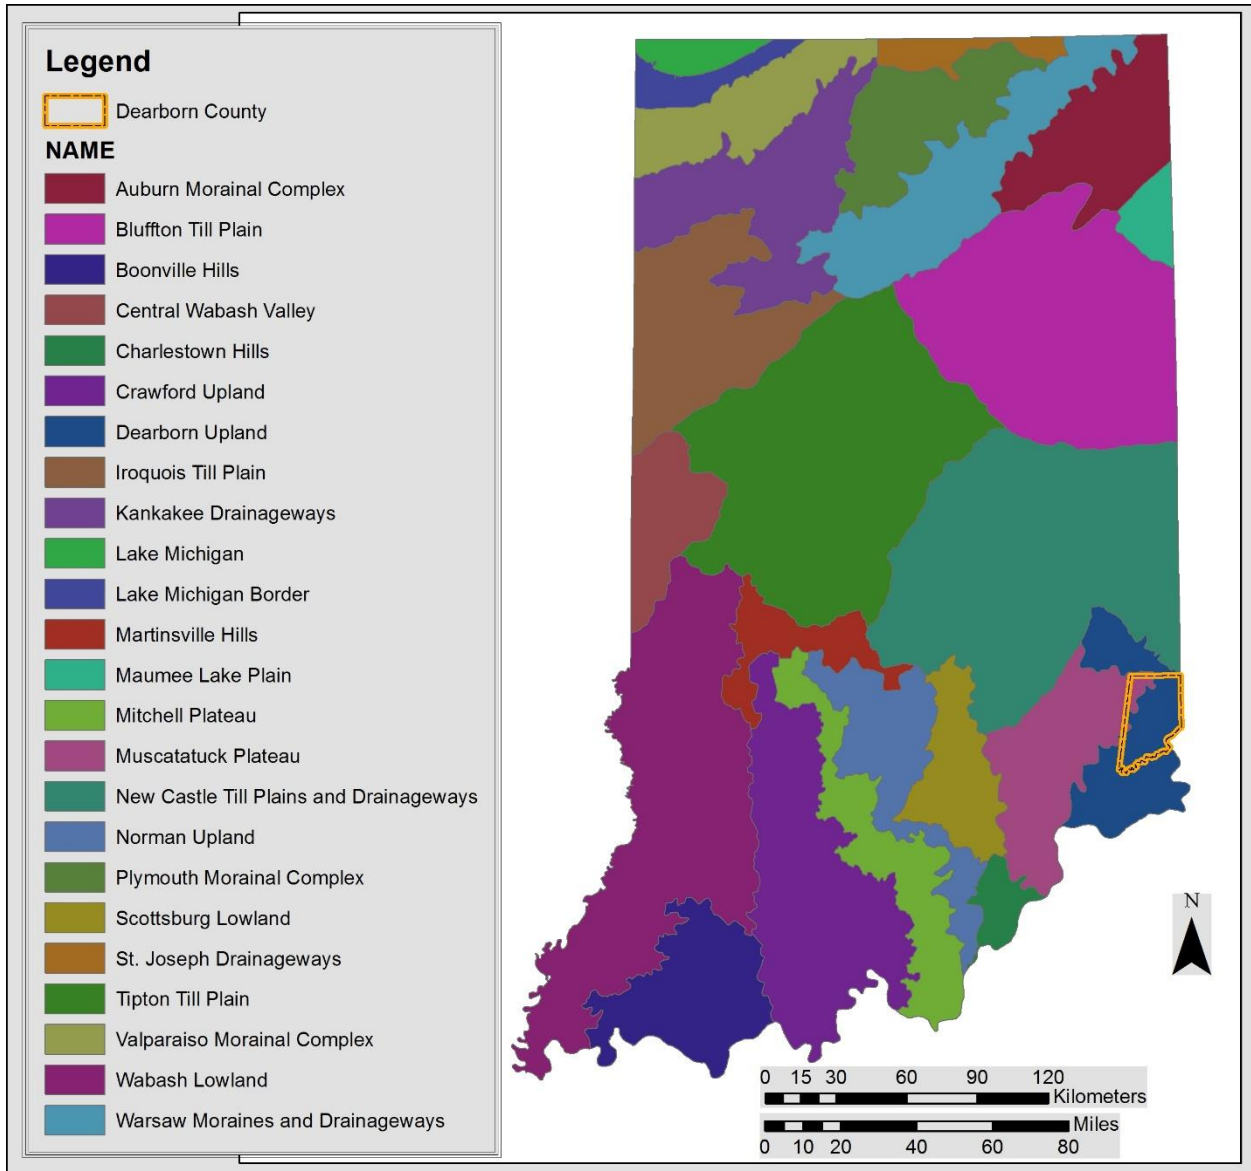 Legend
Dearborn County
NAME
Auburn Morainal Complex
Bluffton Till Plain
Boonville Hills
Central Wabash Valley
Charlestown Hills
Crawford Upland
Dearborn Upland
Iroquois Till Plain
Kankakee Drainageways
Lake Michigan
Lake Michigan Border
Martinsville Hills
Maumee Lake Plain
Mitchell Plateau
Muscatatuck Plateau
New Castle Till Plains and Drainageways
Norman Upland
Plymouth Morainal Complex
Scottsburg Lowland
St. Joseph Drainageways
Tipton Till Plain
Valparaiso Morainal Complex
Wabash Lowland
Warsaw Moraines and Drainageways
N
0 15 30 60 90 120
Kilometers
Miles
0 10 20 40 60 80